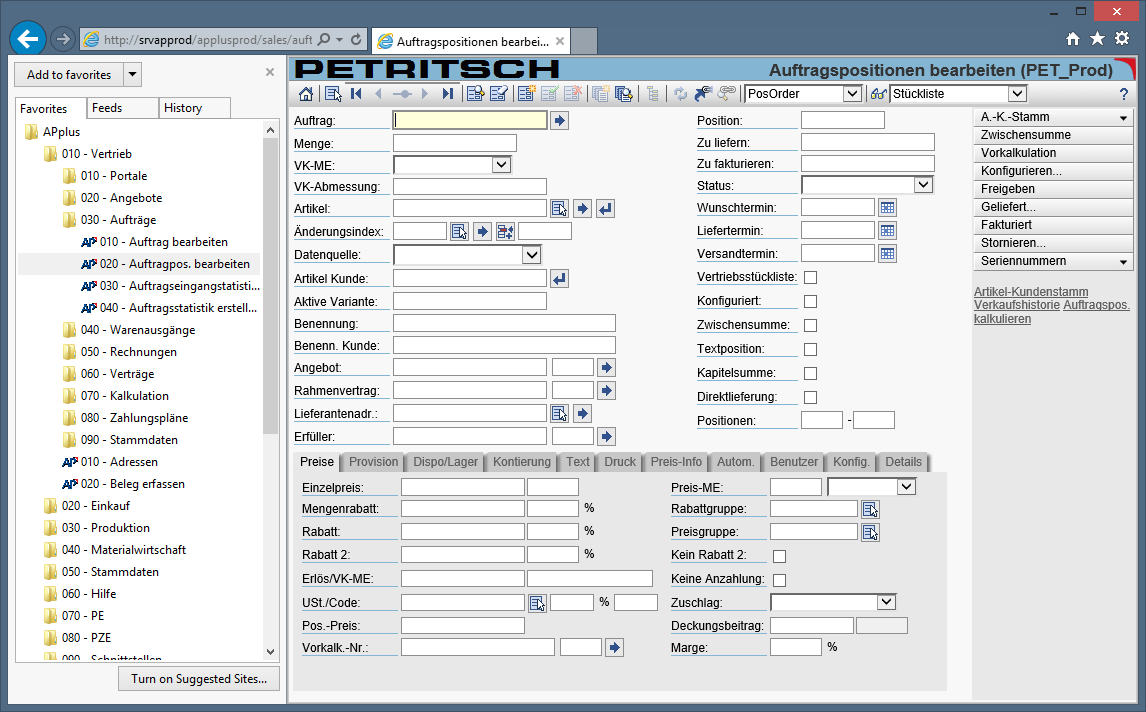 http://srvapprod/applusprod/sales/auft
Auftragspositionen bearbei...
Add to favorites
Favorites Feeds History
APplus
010 - Vertrieb
010 - Portale
020 - Angebote
030 - Aufträge
AP 010 - Auftrag bearbeiten
AP 020 - Auftragpos. bearbeiten
AP 030 - Auftragseingangstatisti...
AP 040 - Auftragsstatistik erstell...
040 - Warenausgänge
050 - Rechnungen
060 - Verträge
070 - Kalkulation
080 - Zahlungspläne
090 - Stammdaten
AP 010 - Adressen
AP 020 - Beleg erfassen
020 - Einkauf
030 - Produktion
040 - Materialwirtschaft
050 - Stammdaten
060 - Hilfe
070 - PE
080 - PZE
090 - Schnittstellen
Turn on Suggested Sites...
PETRITSCH Auftragspositionen bearbeiten (PET_Prod)
PosOrder Stückliste ?
Auftrag:
Menge:
VK-ME:
VK-Abmessung:
Artikel:
Änderungsindex:
Datenquelle:
Artikel Kunde:
Aktive Variante:
Benennung:
Benenn. Kunde:
Angebot:
Rahmenvertrag:
Lieferantenadr.:
Erfüller:
Position:
Zu liefern:
Zu fakturieren:
Status:
Wunschtermin:
Liefertermin:
Versandtermin:
Vertriebsstückliste:
Konfiguriert:
Zwischensumme:
Textposition:
Kapitelsumme:
Direktlieferung:
Positionen: -
A.-K.-Stamm
Zwischensumme
Vorkalkulation
Konfigurieren...
Freigeben
Geliefert...
Fakturiert
Stornieren...
Seriennummern
Artikel-Kundenstamm
Verkaufshistorie Auftragspos.
kalkulieren
Preise Provision Dispo/Lager Kontierung Text Druck Preis-Info Autom. Benutzer Konfig. Details
Einzelpreis:
Mengenrabatt: %
Rabatt: %
Rabatt 2: %
Erlös/VK-ME:
USt./Code: %
Pos.-Preis:
Vorkalk.-Nr.:
Preis-ME:
Rabattgruppe:
Preisgruppe:
Kein Rabatt 2:
Keine Anzahlung:
Zuschlag:
Deckungsbeitrag:
Marge: %